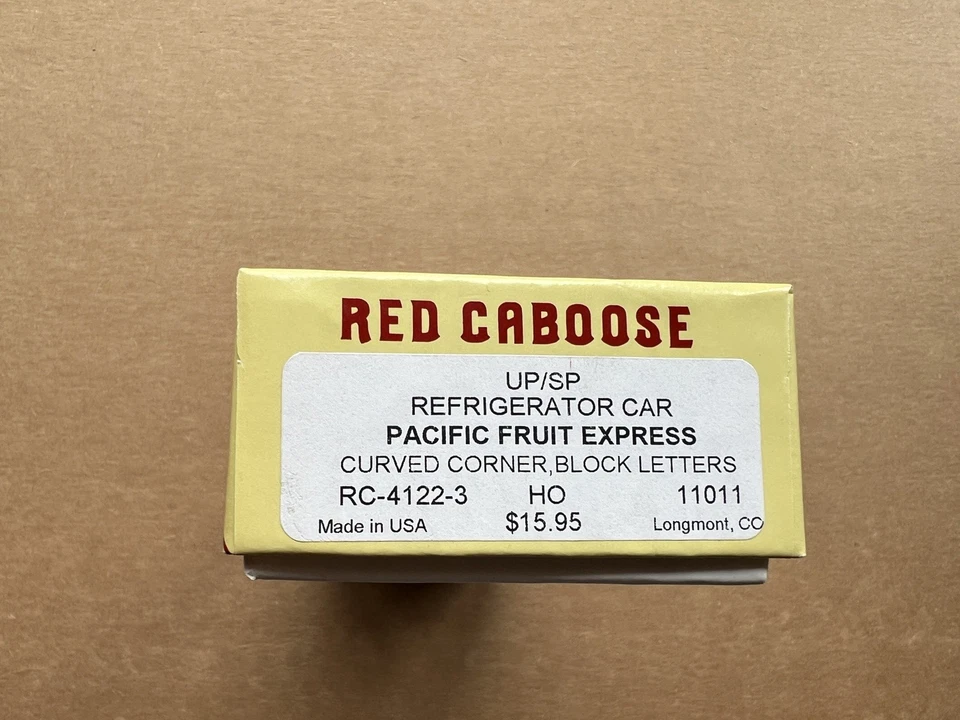 RED CABOOSE
UP/SP
REFRIGERATOR CAR
PACIFIC FRUIT EXPRESS
CURVED CORNER,BLOCK LETTERS
RC-4122-3 HO 11011
Made in USA $15.95 Longmont, CO